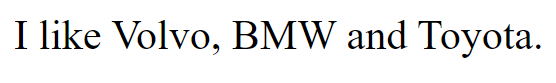 I like Volvo, BMW and Toyota.